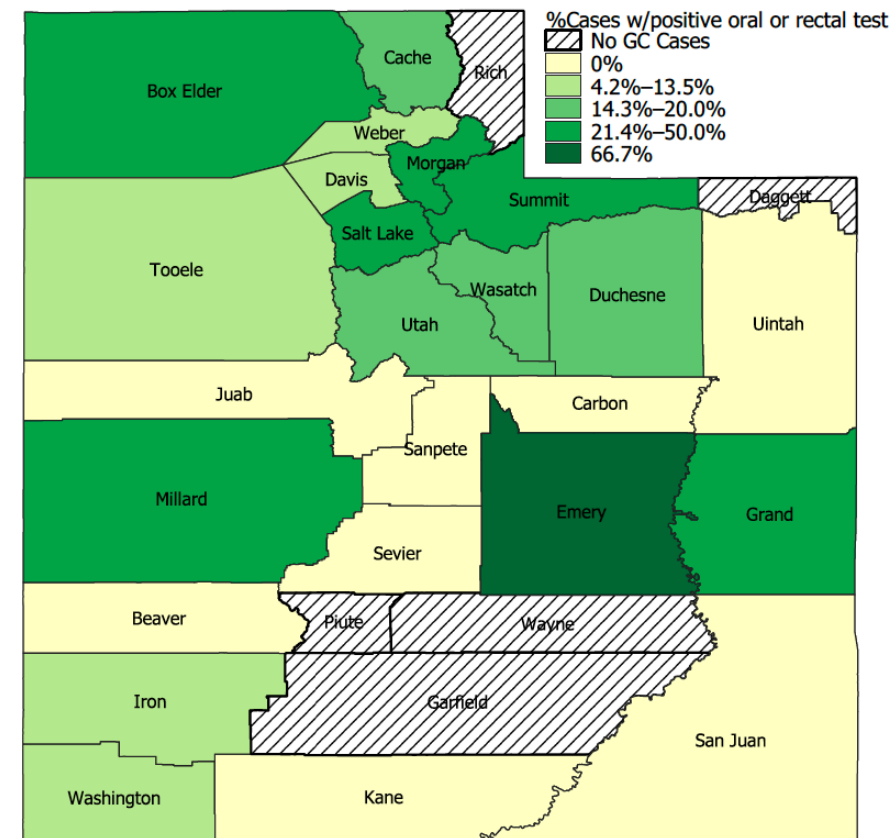 %Cases w/positive oral or rectal test
No GC Cases
0%
4.2%–13.5%
14.3%–20.0%
21.4%–50.0%
66.7%
Cache
Rich
Box Elder
Weber
Morgan
Davis
Daggett
Summit
Salt Lake
Tooele
Wasatch
Duchesne
Utah
Uintah
Juab
Carbon
Sanpete
Millard
Emery
Grand
Sevier
Beaver
Piute
Wayne
Iron
Garfield
San Juan
Washington
Kane